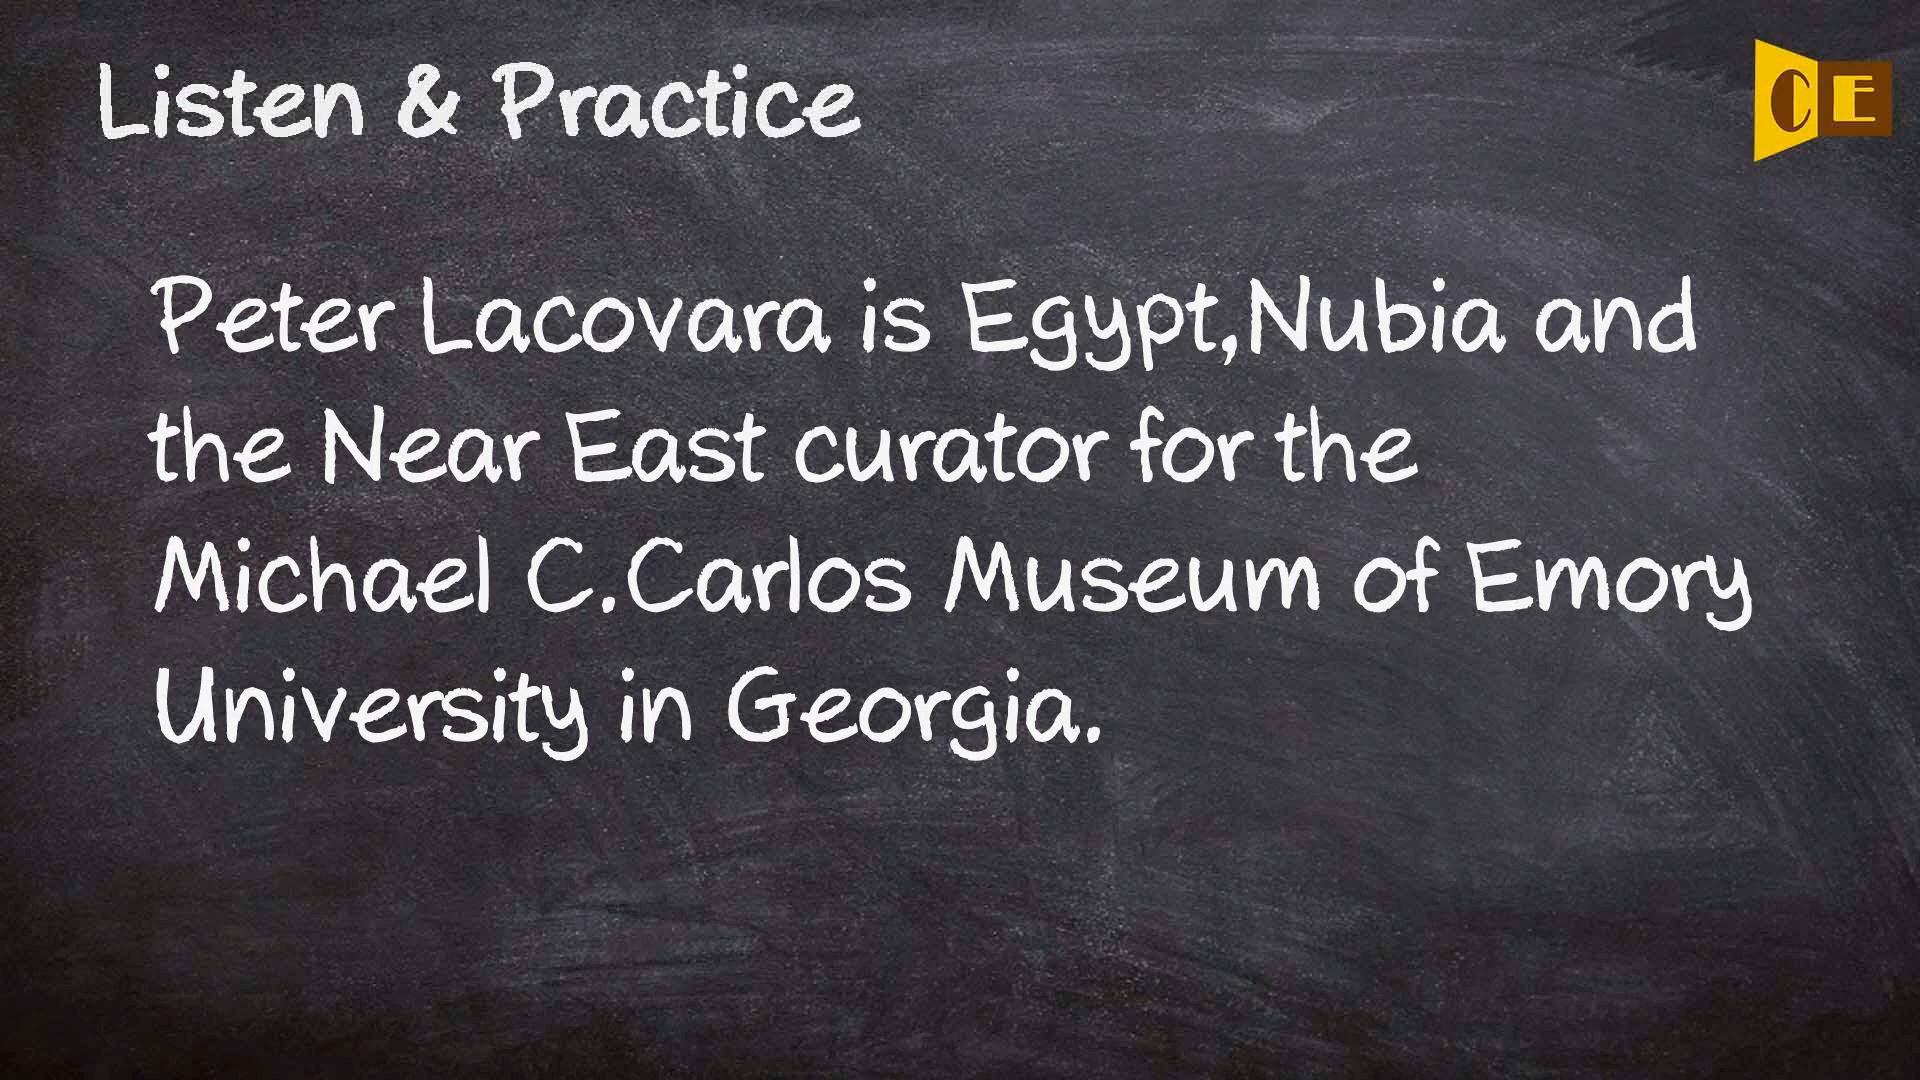 Listen & Practice
CE
Peter Lacovara is Egypt,Nubia and
the Near East curator for the
Michael C.Carlos Museum of Emory
University in Georgia.